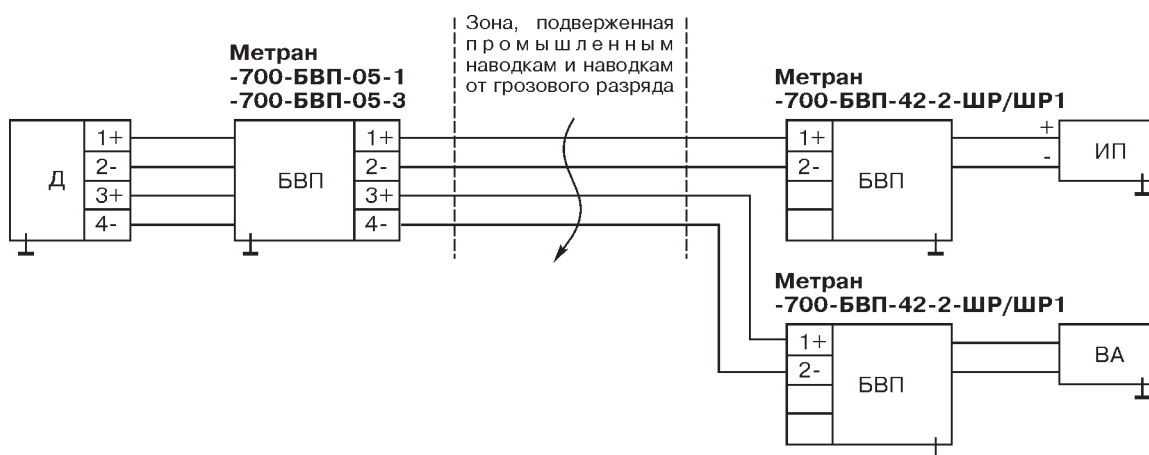 Зона, подверженная
промышленным
наводкам и наводкам
от грозового разряда
Метран
-700-БВП-05-1
-700-БВП-05-3
Метран
-700-БВП-42-2-ШР/ШР1
Д
1+
2-
3+
4-
БВП
1+
2-
3+
4-
1+
2-
БВП
+
-
ИП
Метран
-700-БВП-42-2-ШР/ШР1
1+
2-
БВП
ВА